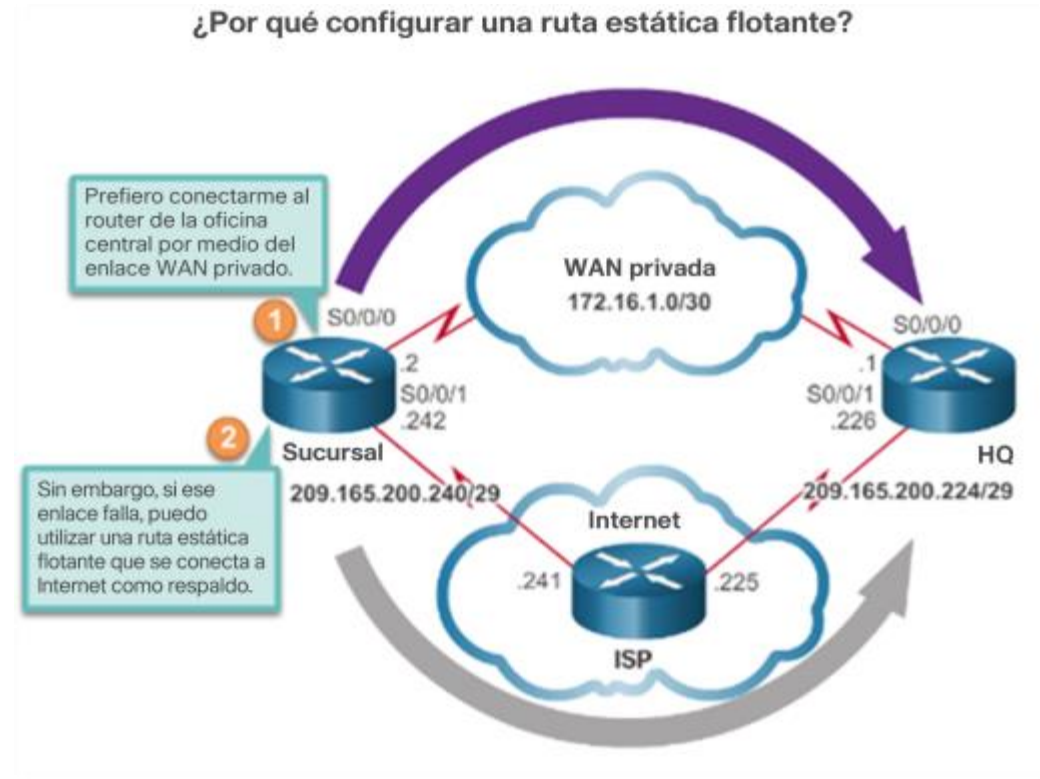 ¿Por qué configurar una ruta estática flotante?
Prefiero conectarme al
router de la oficina
central por medio del
enlace WAN privado.
1
S0/0/0
WAN privada
172.16.1.0/30
S0/0/0
.2
.1
S0/0/1
.242
S0/0/1
.226
2
Sucursal
HQ
Sin embargo, si ese
enlace falla, puedo
utilizar una ruta estática
flotante que se conecta a
Internet como respaldo.
209.165.200.240/29
209.165.200.224/29
Internet
.241
.225
ISP